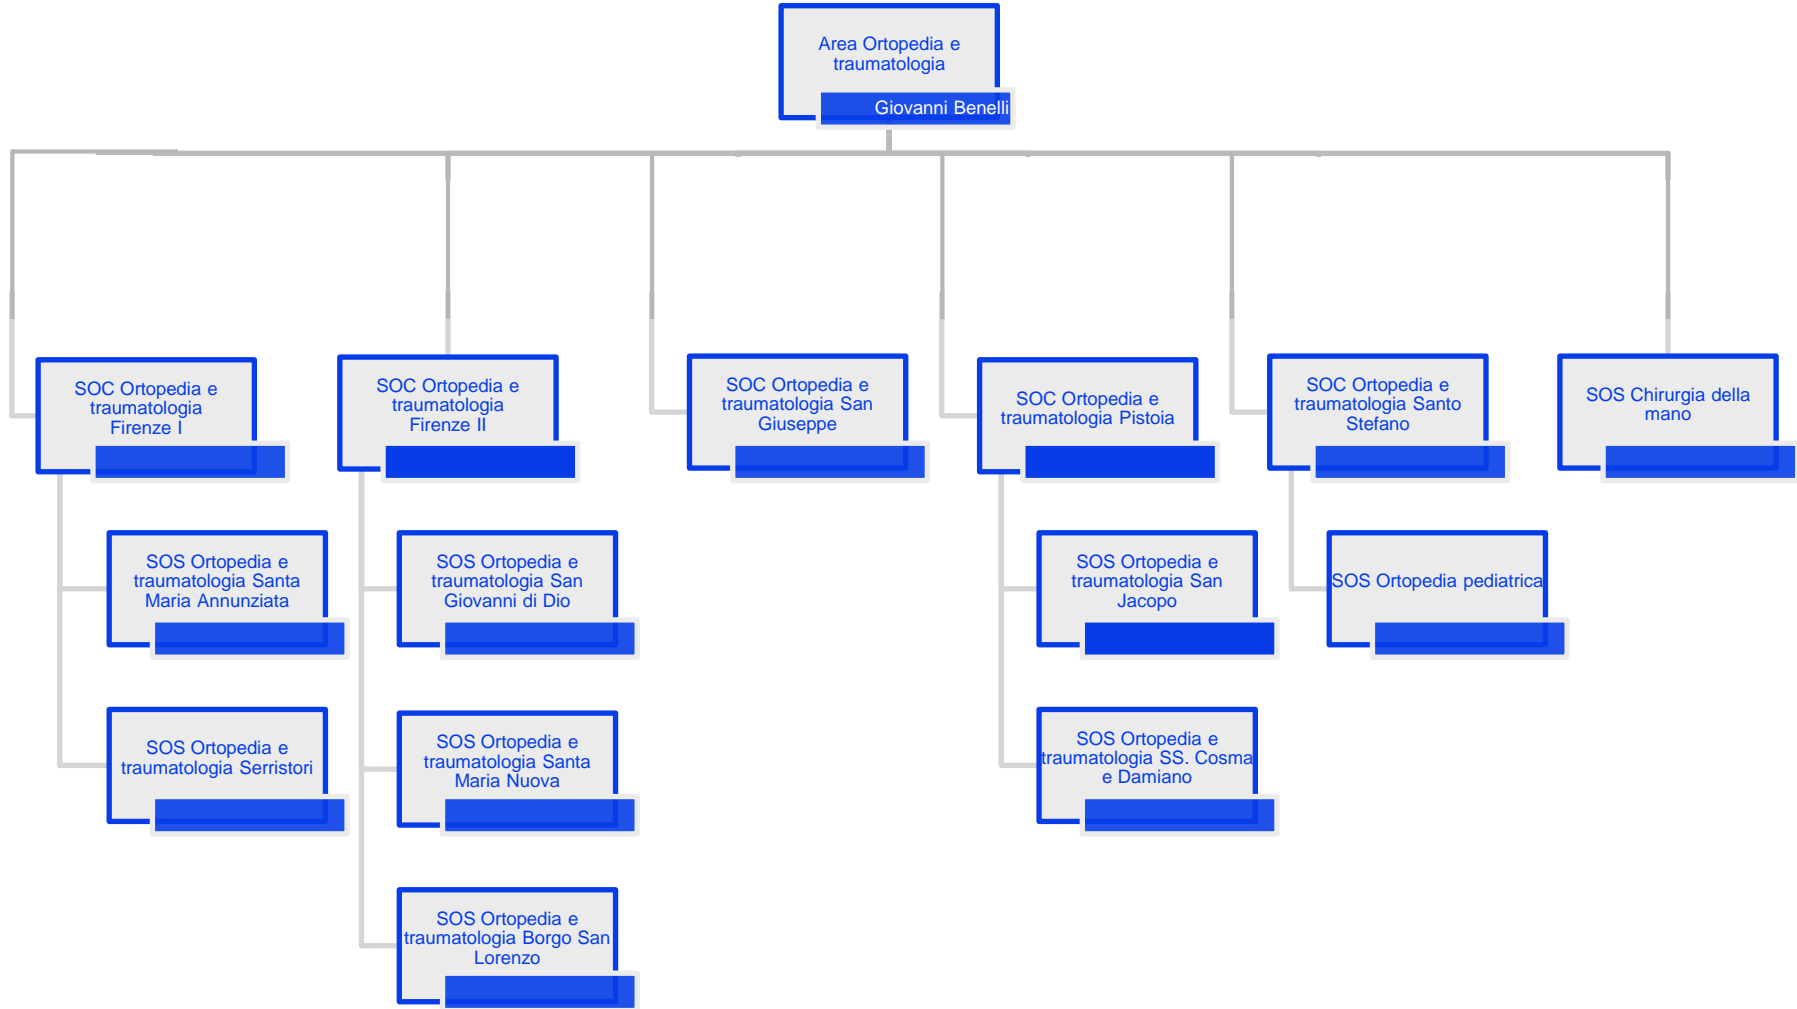 Area Ortopedia e
traumatologia
Giovanni Benelli
SOC Ortopedia e
traumatologia
Firenze I
SOC Ortopedia e
traumatologia
Firenze II
SOC Ortopedia e
traumatologia San
Giuseppe
SOC Ortopedia e
traumatologia Pistoia
SOC Ortopedia e
traumatologia Santo
Stefano
SOS Chirurgia della
mano
SOS Ortopedia e
traumatologia Santa
Maria Annunziata
SOS Ortopedia e
traumatologia San
Giovanni di Dio
SOS Ortopedia e
traumatologia San
Jacopo
SOS Ortopedia pediatrica
SOS Ortopedia e
traumatologia Serristori
SOS Ortopedia e
traumatologia Santa
Maria Nuova
SOS Ortopedia e
traumatologia SS. Cosma
e Damiano
SOS Ortopedia e
traumatologia Borgo San
Lorenzo